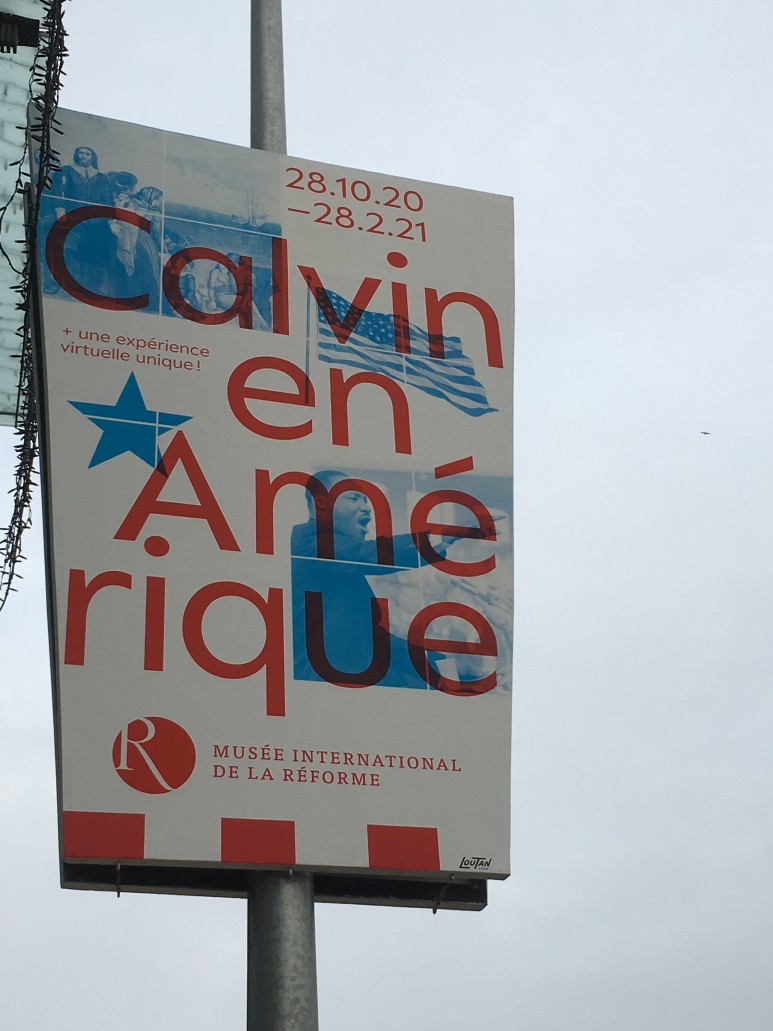 28.10.20
–28.2.21
Calvin
+ une expérience
virtuelle unique !
en
Amé
rique
R
MUSÉE INTERNATIONAL
DE LA RÉFORME
LOUTAN